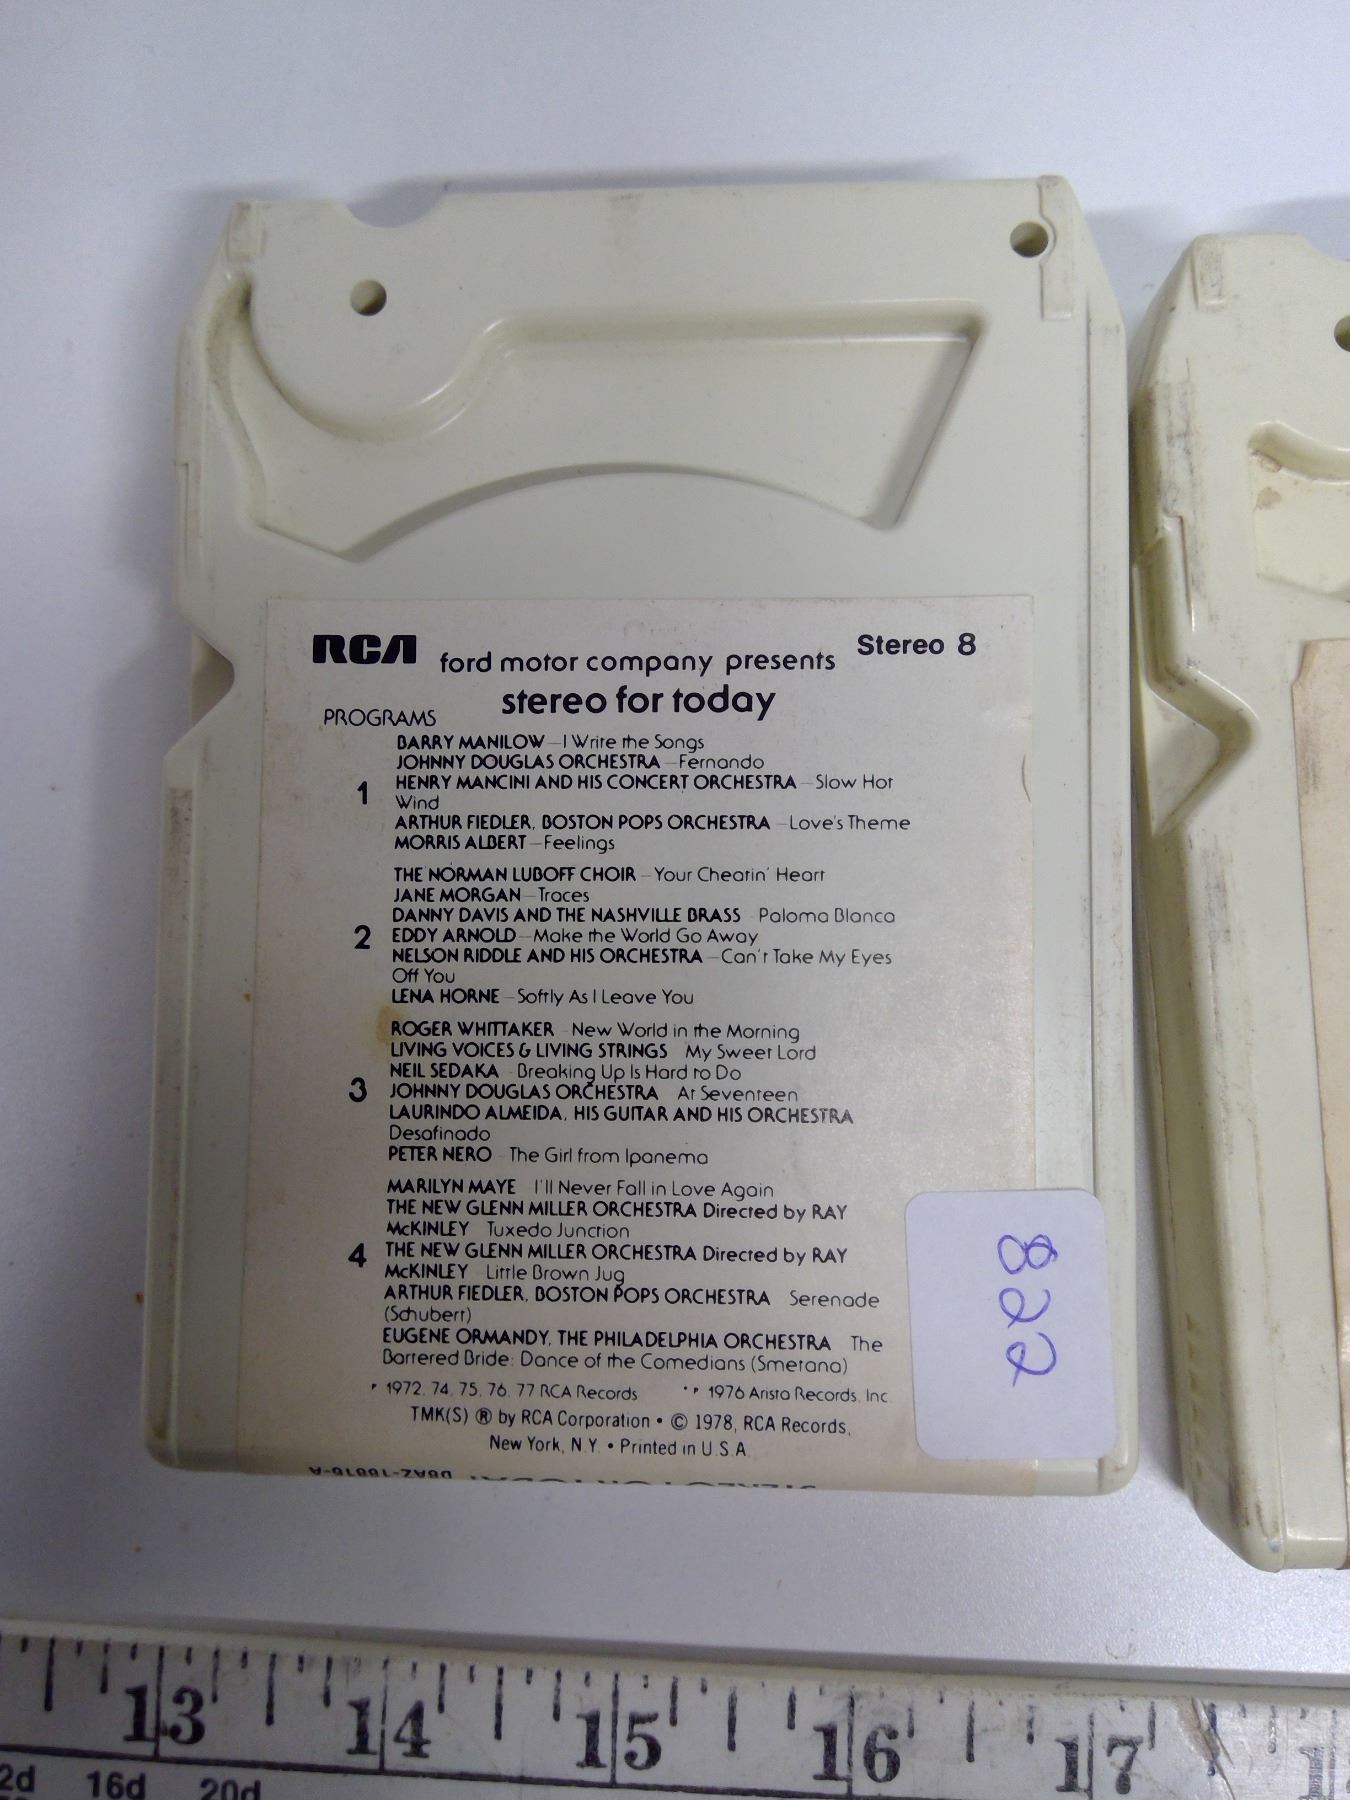 RCA
ford motor company presents
Stereo 8
stereo for today
PROGRAMS
1
BARRY MANILOW—I Write the Songs
JOHNNY DOUGLAS ORCHESTRA—Fernando
HENRY MANCINI AND HIS CONCERT ORCHESTRA—Slow Hot
Wind
ARTHUR FIEDLER, BOSTON POPS ORCHESTRA—Love's Theme
MORRIS ALBERT—Feelings
2
THE NORMAN LUBOFF CHOIR—Your Cheatin' Heart
JANE MORGAN—Traces
DANNY DAVIS AND THE NASHVILLE BRASS Paloma Blanca
EDDY ARNOLD—Make the World Go Away
NELSON RIDDLE AND HIS ORCHESTRA—Can't Take My Eyes
Off You
LENA HORNE—Softly As I Leave You
3
ROGER WHITTAKER—New World in the Morning
LIVING VOICES & LIVING STRINGS My Sweet Lord
NEIL SEDAKA—Breaking Up Is Hard to Do
JOHNNY DOUGLAS ORCHESTRA At Seventeen
LAURINDO ALMEIDA, HIS GUITAR AND HIS ORCHESTRA
Desafinado
PETER NERO—The Girl from Ipanema
4
MARILYN MAYE I'll Never Fall in Love Again
THE NEW GLENN MILLER ORCHESTRA Directed by RAY
McKINLEY Tuxedo Junction
THE NEW GLENN MILLER ORCHESTRA Directed by RAY
McKINLEY Little Brown Jug
ARTHUR FIEDLER, BOSTON POPS ORCHESTRA Serenade
(Schubert)
EUGENE ORMANDY, THE PHILADELPHIA ORCHESTRA The
Bartered Bride: Dance of the Comedians (Smetana)
1972, 74, 75, 76, 77 RCA Records 1976 Arista Records, Inc.
TMK(S) ® by RCA Corporation • © 1978, RCA Records,
New York, N.Y. • Printed in U.S.A.
822
13 14 15 16 17
2d 16d 20d